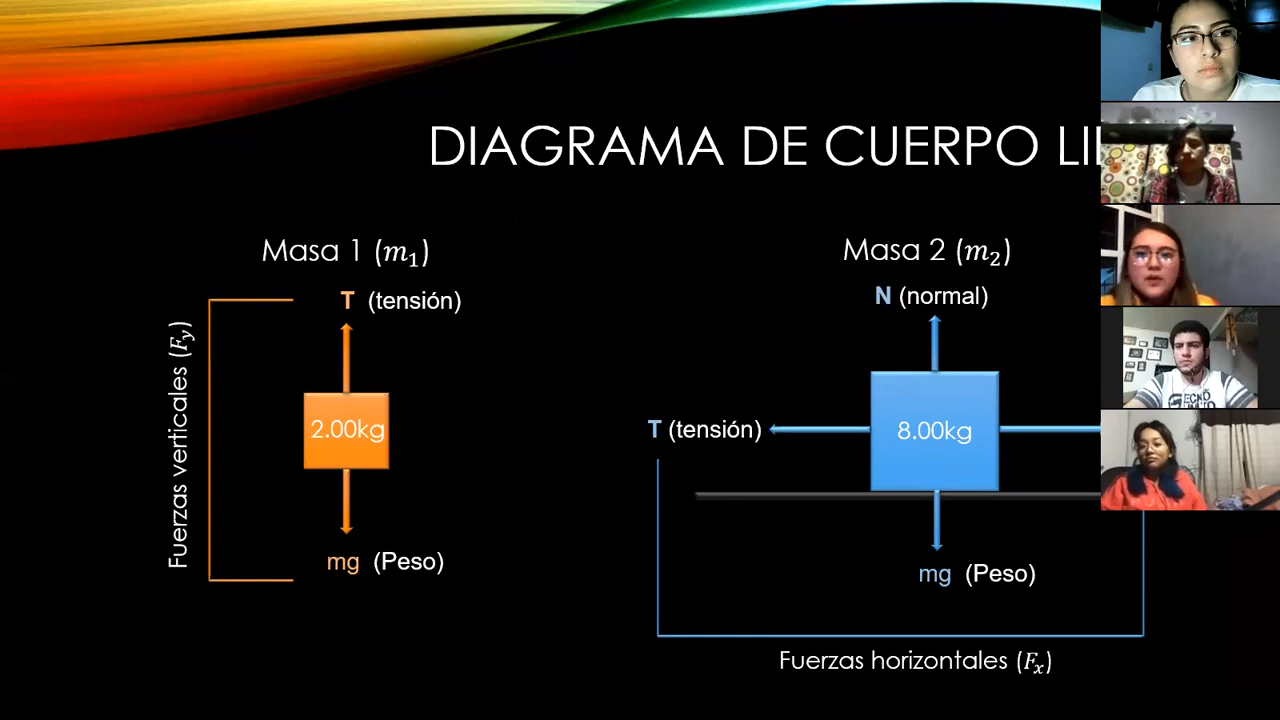 DIAGRAMA DE CUERPO LI
Masa 1 (m₁)
T (tensión)
Fuerzas verticales (Fy)
2.00kg
mg (Peso)
Masa 2 (m₂)
N (normal)
T (tensión)
8.00kg
mg (Peso)
Fuerzas horizontales (Fₓ)
ECKO